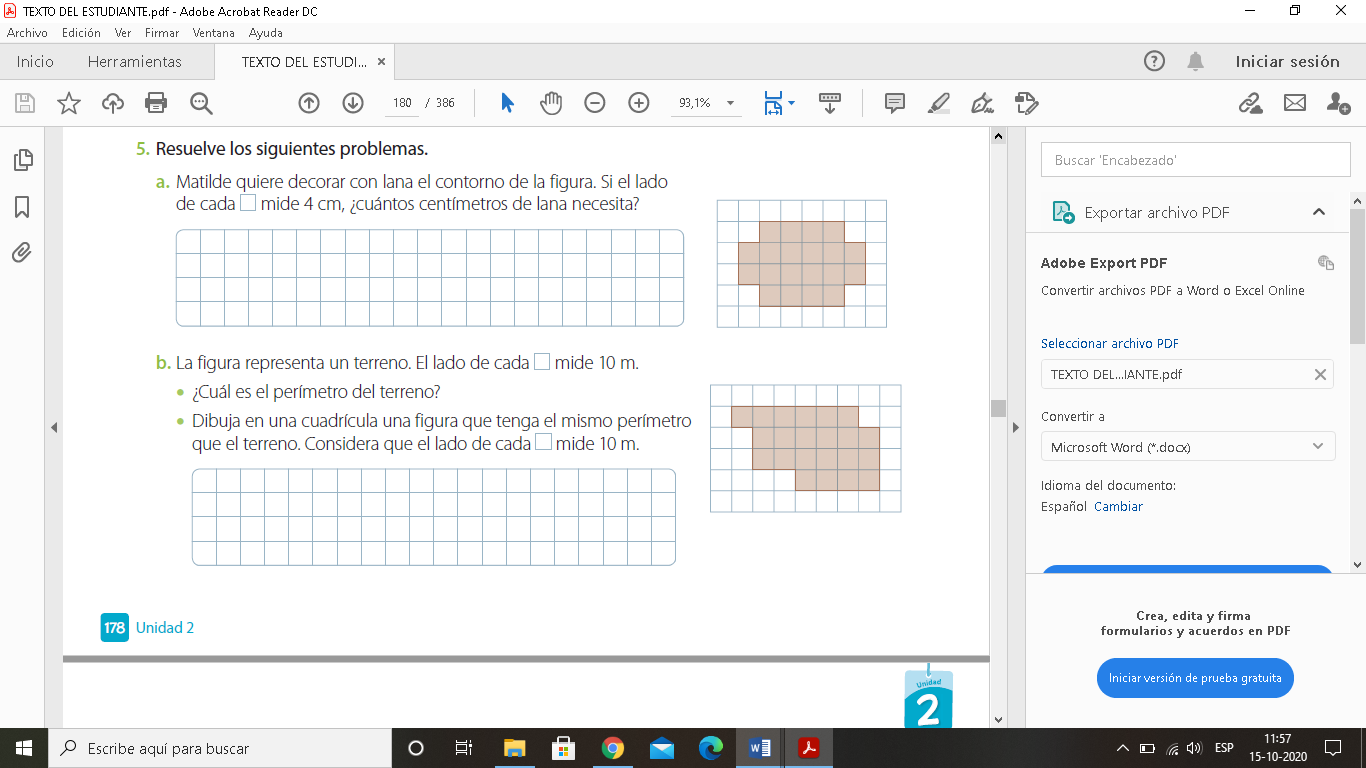 TEXTO DEL ESTUDIANTE.pdf - Adobe Acrobat Reader DC
Archivo Edición Ver Firmar Ventana Ayuda
Inicio Herramientas TEXTO DEL ESTUDI... × Iniciar sesión
180 / 386 93,1%
5. Resuelve los siguientes problemas.
a. Matilde quiere decorar con lana el contorno de la figura. Si el lado
de cada □ mide 4 cm, ¿cuántos centímetros de lana necesita?
b. La figura representa un terreno. El lado de cada □ mide 10 m.
• ¿Cuál es el perímetro del terreno?
• Dibuja en una cuadrícula una figura que tenga el mismo perímetro
que el terreno. Considera que el lado de cada □ mide 10 m.
178 Unidad 2
Unidad
2
Buscar 'Encabezado'
Exportar archivo PDF
Adobe Export PDF
Convertir archivos PDF a Word o Excel Online
Seleccionar archivo PDF
TEXTO DEL...IANTE.pdf
Convertir a
Microsoft Word (*.docx)
Idioma del documento:
Español Cambiar
Crea, edita y firma
formularios y acuerdos en PDF
Iniciar versión de prueba gratuita
Escribe aquí para buscar
ESP
11:57
15-10-2020